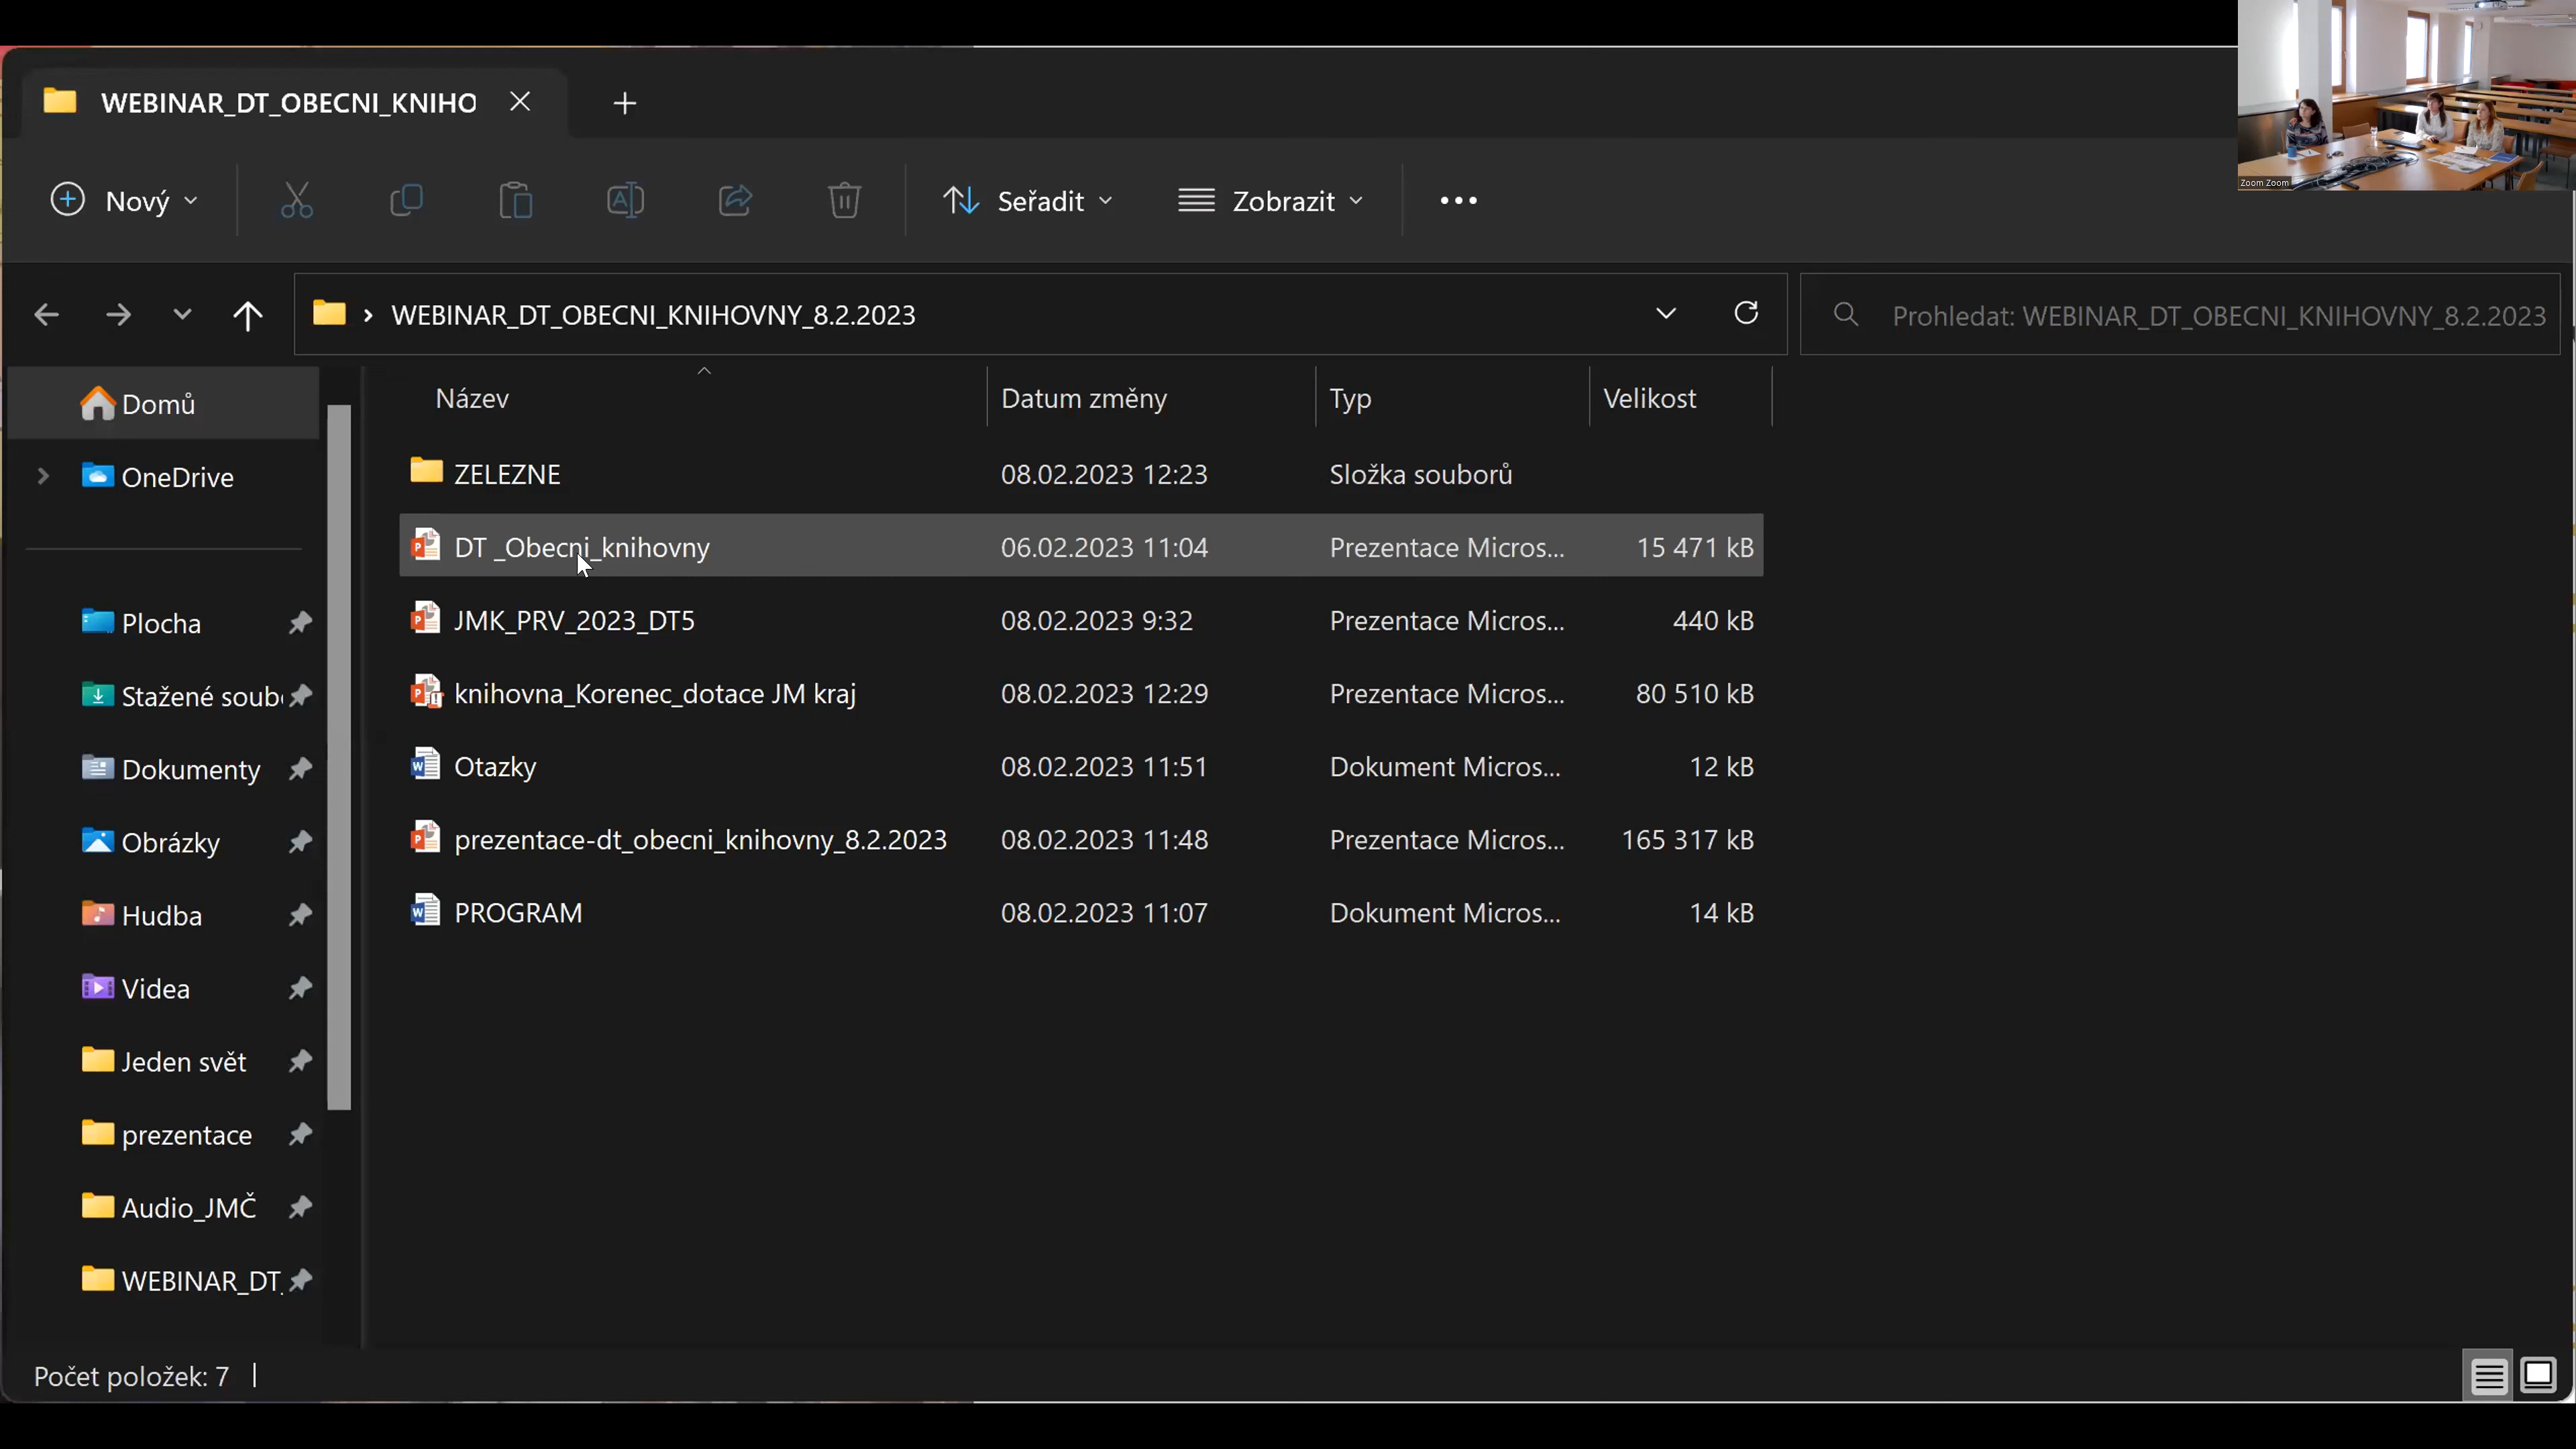 WEBINAR_DT_OBECNI_KNIHO
Zoom Zoom
Nový
Seřadit
Zobrazit
WEBINAR_DT_OBECNI_KNIHOVNY_8.2.2023
Prohledat: WEBINAR_DT_OBECNI_KNIHOVNY_8.2.2023
Domů
OneDrive
Plocha
Stažené soub
Dokumenty
Obrázky
Hudba
Videa
Jeden svět
prezentace
Audio_JMČ
WEBINAR_DT_
Název Datum změny Typ Velikost
ZELEZNE 08.02.2023 12:23 Složka souborů
DT _Obecni_knihovny 06.02.2023 11:04 Prezentace Micros... 15 471 kB
JMK_PRV_2023_DT5 08.02.2023 9:32 Prezentace Micros... 440 kB
knihovna_Korenec_dotace JM kraj 08.02.2023 12:29 Prezentace Micros... 80 510 kB
Otazky 08.02.2023 11:51 Dokument Micros... 12 kB
prezentace-dt_obecni_knihovny_8.2.2023 08.02.2023 11:48 Prezentace Micros... 165 317 kB
PROGRAM 08.02.2023 11:07 Dokument Micros... 14 kB
Počet položek: 7